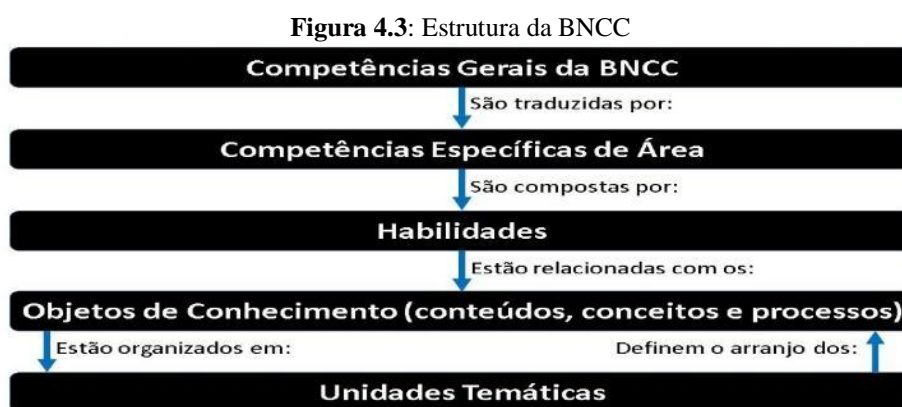 Figura 4.3: Estrutura da BNCC
Competências Gerais da BNCC
São traduzidas por:
Competências Específicas de Área
São compostas por:
Habilidades
Estão relacionadas com os:
Objetos de Conhecimento (conteúdos, conceitos e processos)
Estão organizados em: Definem o arranjo dos:
Unidades Temáticas